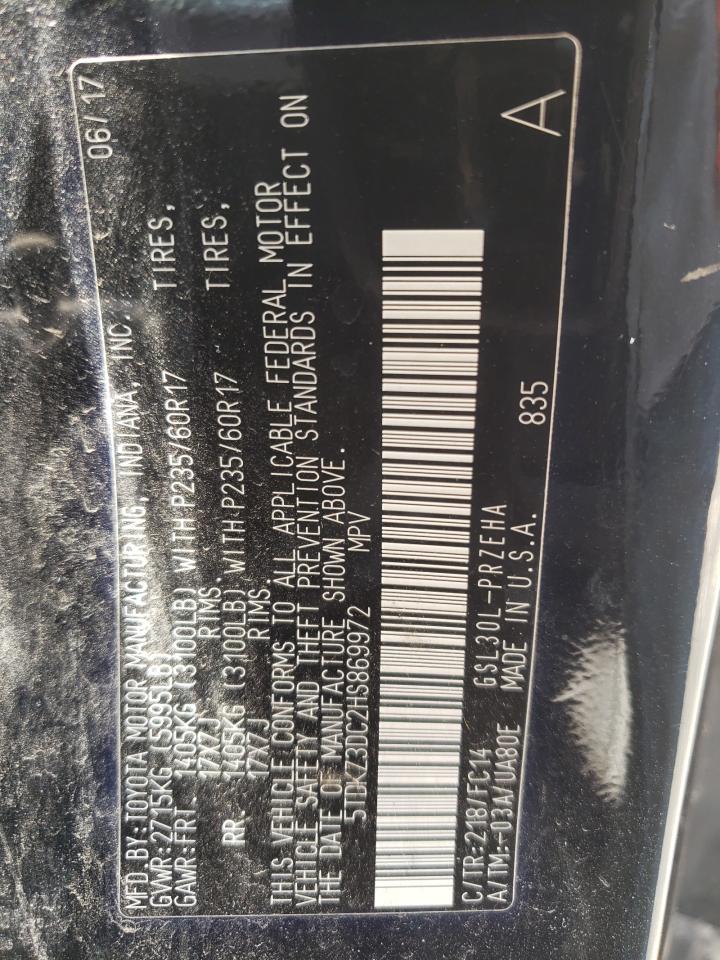 MFD.BY:TOYOTA MOTOR MANUFACTURING, INDIANA, INC. 06/17
GVWR:2715KG (5995LB)
GAWR:FRT 1405KG (3100LB) WITH P235/60R17 TIRES,
17X7J RIMS.
RR. 1405KG (3100LB) WITH P235/60R17 TIRES,
17X7J RIMS.
THIS VEHICLE CONFORMS TO ALL APPLICABLE FEDERAL MOTOR
VEHICLE SAFETY AND THEFT PREVENTION STANDARDS IN EFFECT ON
THE DATE OF MANUFACTURE SHOWN ABOVE.
5TDKZ3DC2HS869972 MPV
C/TR:218/FC14 GSL30L-PRZEHA
A/TM:-03A/UA80E MADE IN U.S.A.
835
A